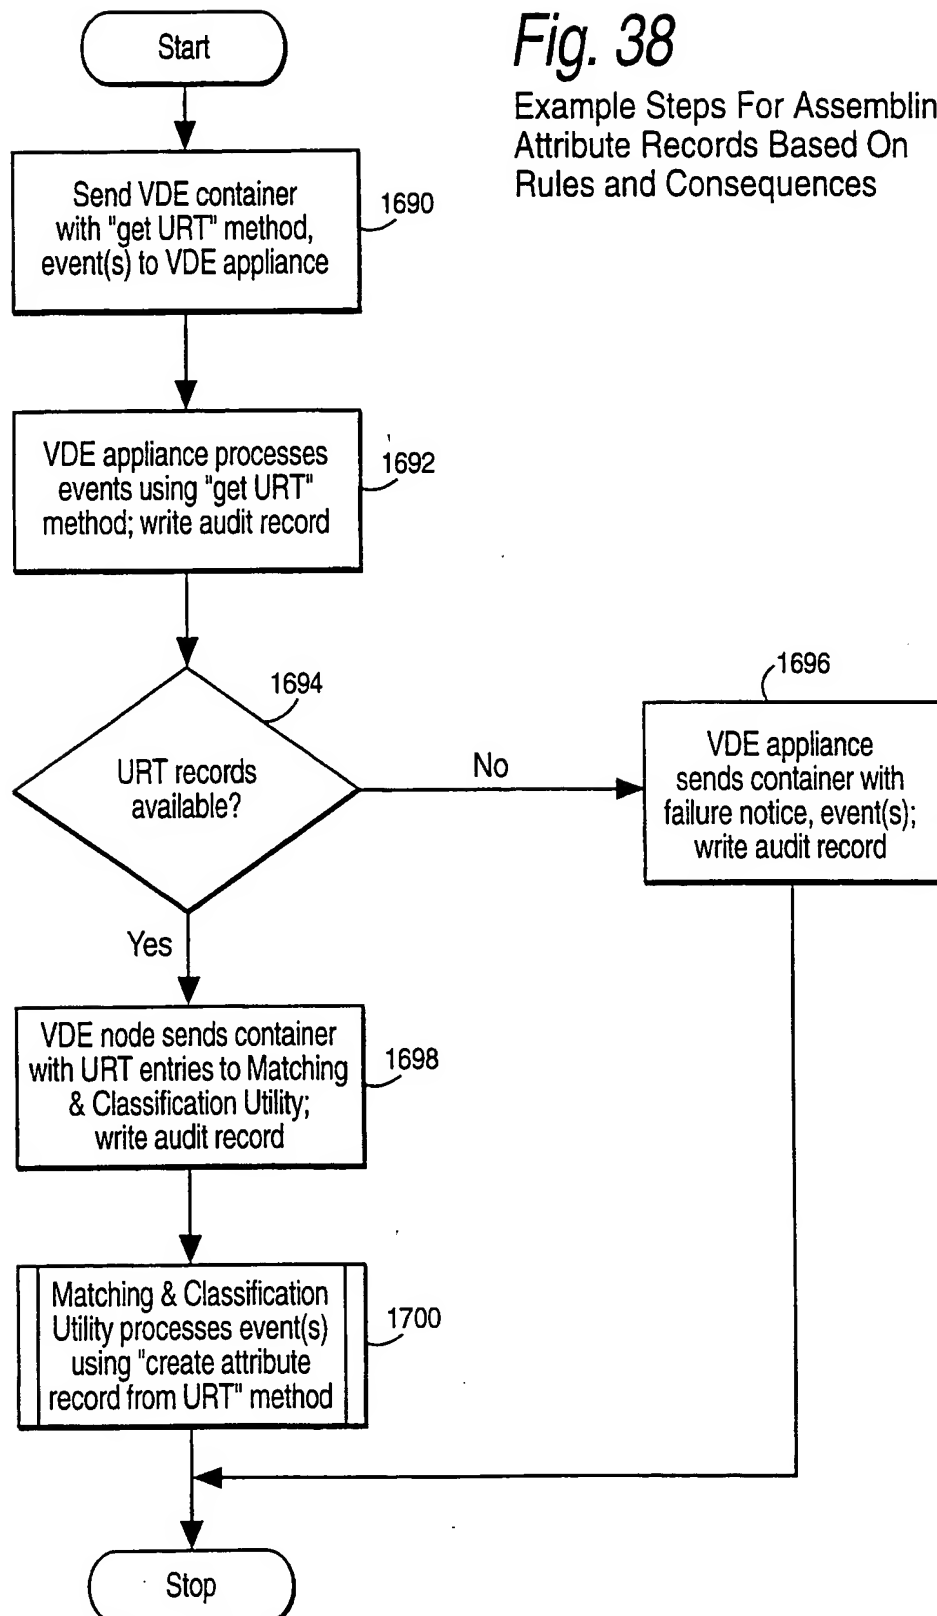 Start
Fig. 38
Example Steps For Assemblin
Attribute Records Based On
Rules and Consequences
Send VDE container
with "get URT" method,
event(s) to VDE appliance
1690
VDE appliance processes
events using "get URT"
method; write audit record
1692
URT records
available?
1694
No
1696
VDE appliance
sends container with
failure notice, event(s);
write audit record
Yes
VDE node sends container
with URT entries to Matching
& Classification Utility;
write audit record
1698
Matching & Classification
Utility processes event(s)
using "create attribute
record from URT" method
1700
Stop